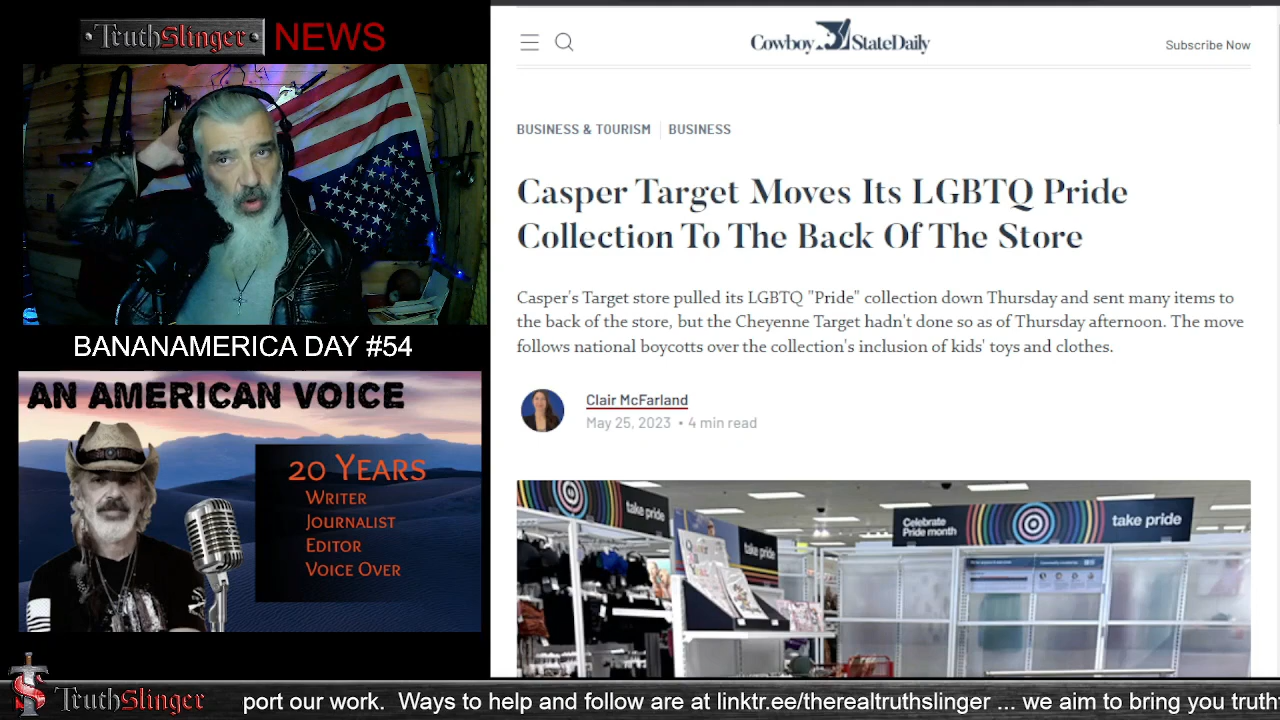 TruthSlinger NEWS
BANANAMERICA DAY #54
AN AMERICAN VOICE
20 YEARS
WRITER
JOURNALIST
EDITOR
VOICE OVER
Cowboy StateDaily
Subscribe Now
BUSINESS & TOURISM BUSINESS
Casper Target Moves Its LGBTQ Pride
Collection To The Back Of The Store
Casper's Target store pulled its LGBTQ "Pride" collection down Thursday and sent many items to
the back of the store, but the Cheyenne Target hadn't done so as of Thursday afternoon. The move
follows national boycotts over the collection's inclusion of kids' toys and clothes.
Clair McFarland
May 25, 2023 • 4 min read
take pride
take pride
Celebrate
Pride month
take pride
TruthSlinger
port our work. Ways to help and follow are at linktr.ee/therealtruthslinger ... we aim to bring you truth